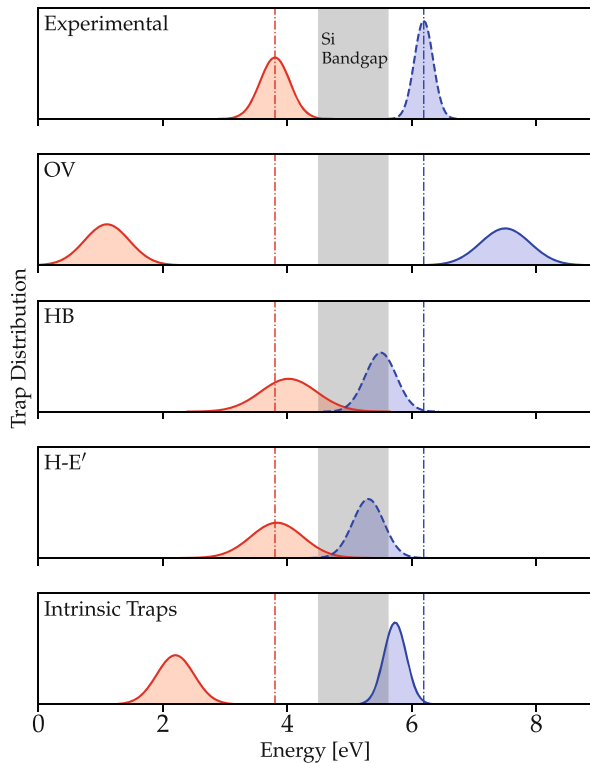 Experimental
Si
Bandgap
OV
HB
H-E′
Intrinsic Traps
Trap Distribution
0 2 4 6 8
Energy [eV]